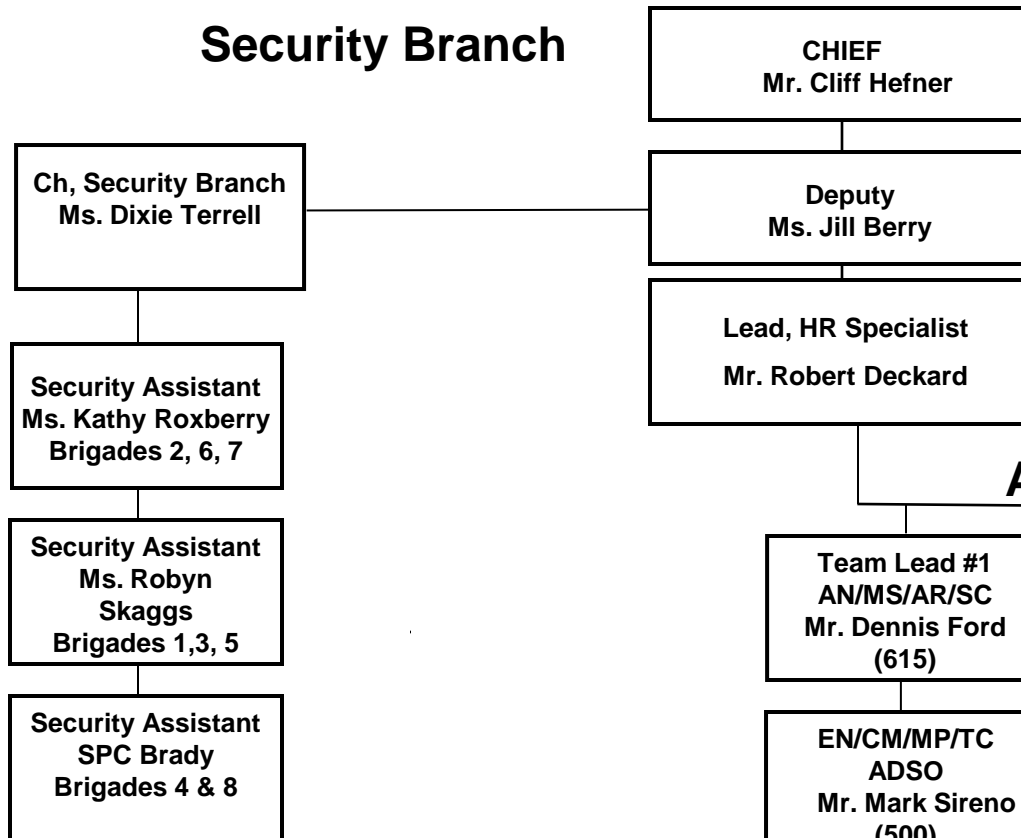 Security Branch
CHIEF
Mr. Cliff Hefner
Ch, Security Branch
Ms. Dixie Terrell
Deputy
Ms. Jill Berry
Lead, HR Specialist
Mr. Robert Deckard
Security Assistant
Ms. Kathy Roxberry
Brigades 2, 6, 7
Security Assistant
Ms. Robyn
Skaggs
Brigades 1,3, 5
Security Assistant
SPC Brady
Brigades 4 & 8
A
Team Lead #1
AN/MS/AR/SC
Mr. Dennis Ford
(615)
EN/CM/MP/TC
ADSO
Mr. Mark Sireno
(500)